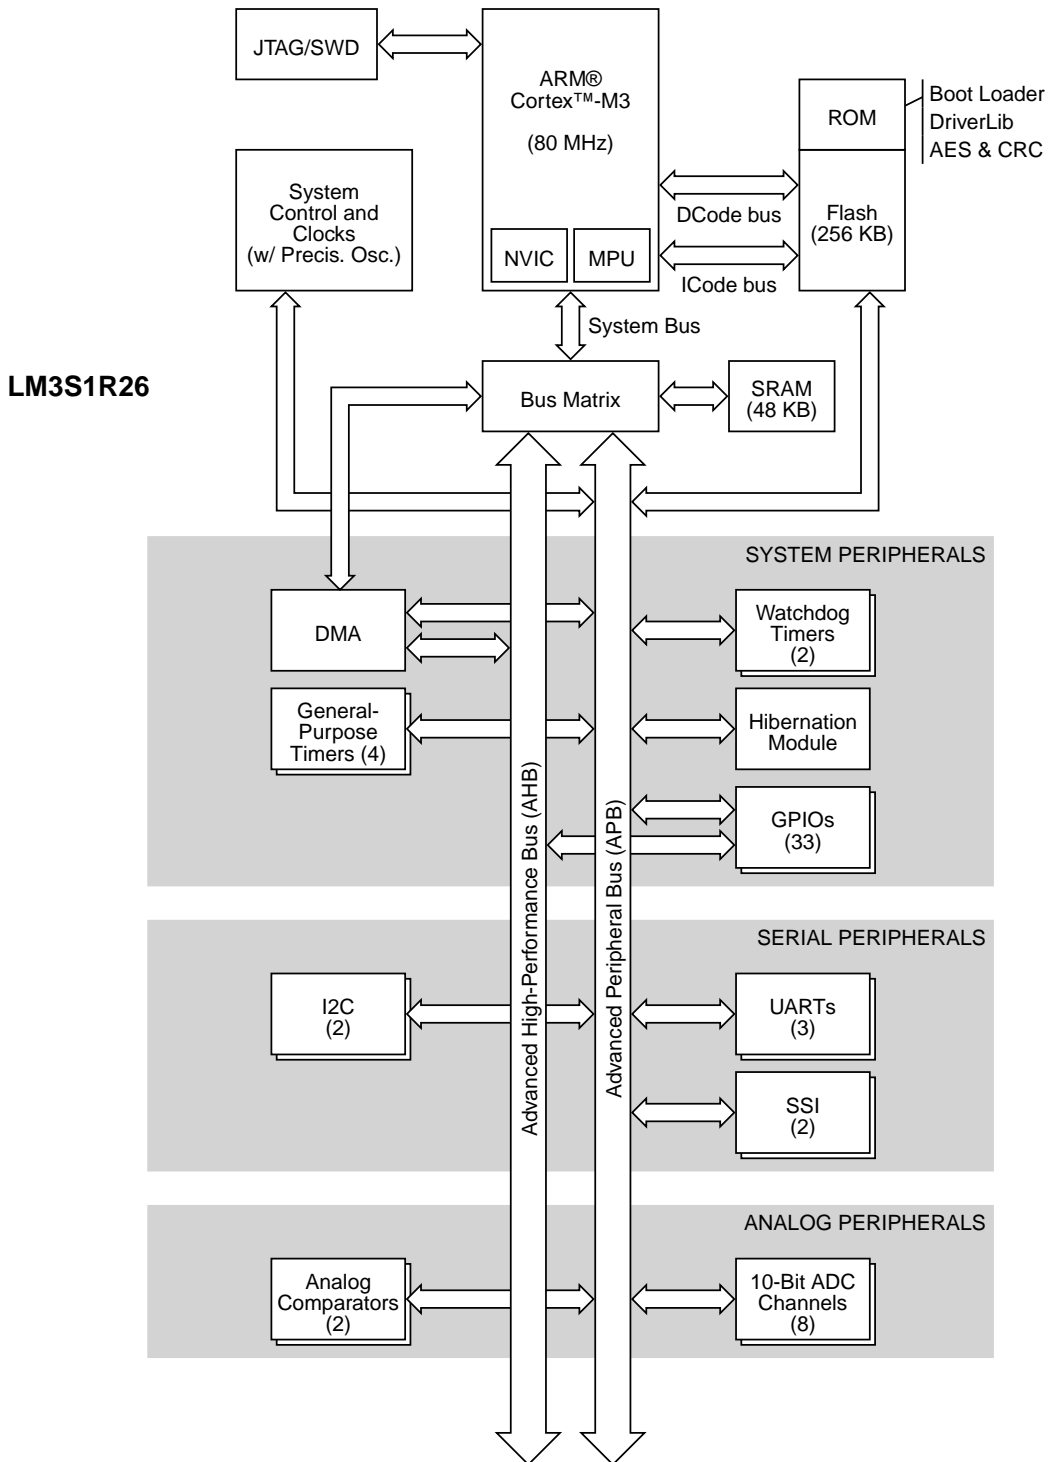 JTAG/SWD
ARM®
Cortex™-M3
(80 MHz)
NVIC
MPU
ROM
Boot Loader
DriverLib
AES & CRC
System
Control and
Clocks
(w/ Precis. Osc.)
DCode bus
Flash
(256 KB)
ICode bus
System Bus
LM3S1R26
Bus Matrix
SRAM
(48 KB)
SYSTEM PERIPHERALS
DMA
Watchdog
Timers
(2)
General-
Purpose
Timers (4)
Hibernation
Module
GPIOs
(33)
Advanced High-Performance Bus (AHB)
Advanced Peripheral Bus (APB)
SERIAL PERIPHERALS
I2C
(2)
UARTs
(3)
SSI
(2)
ANALOG PERIPHERALS
Analog
Comparators
(2)
10-Bit ADC
Channels
(8)